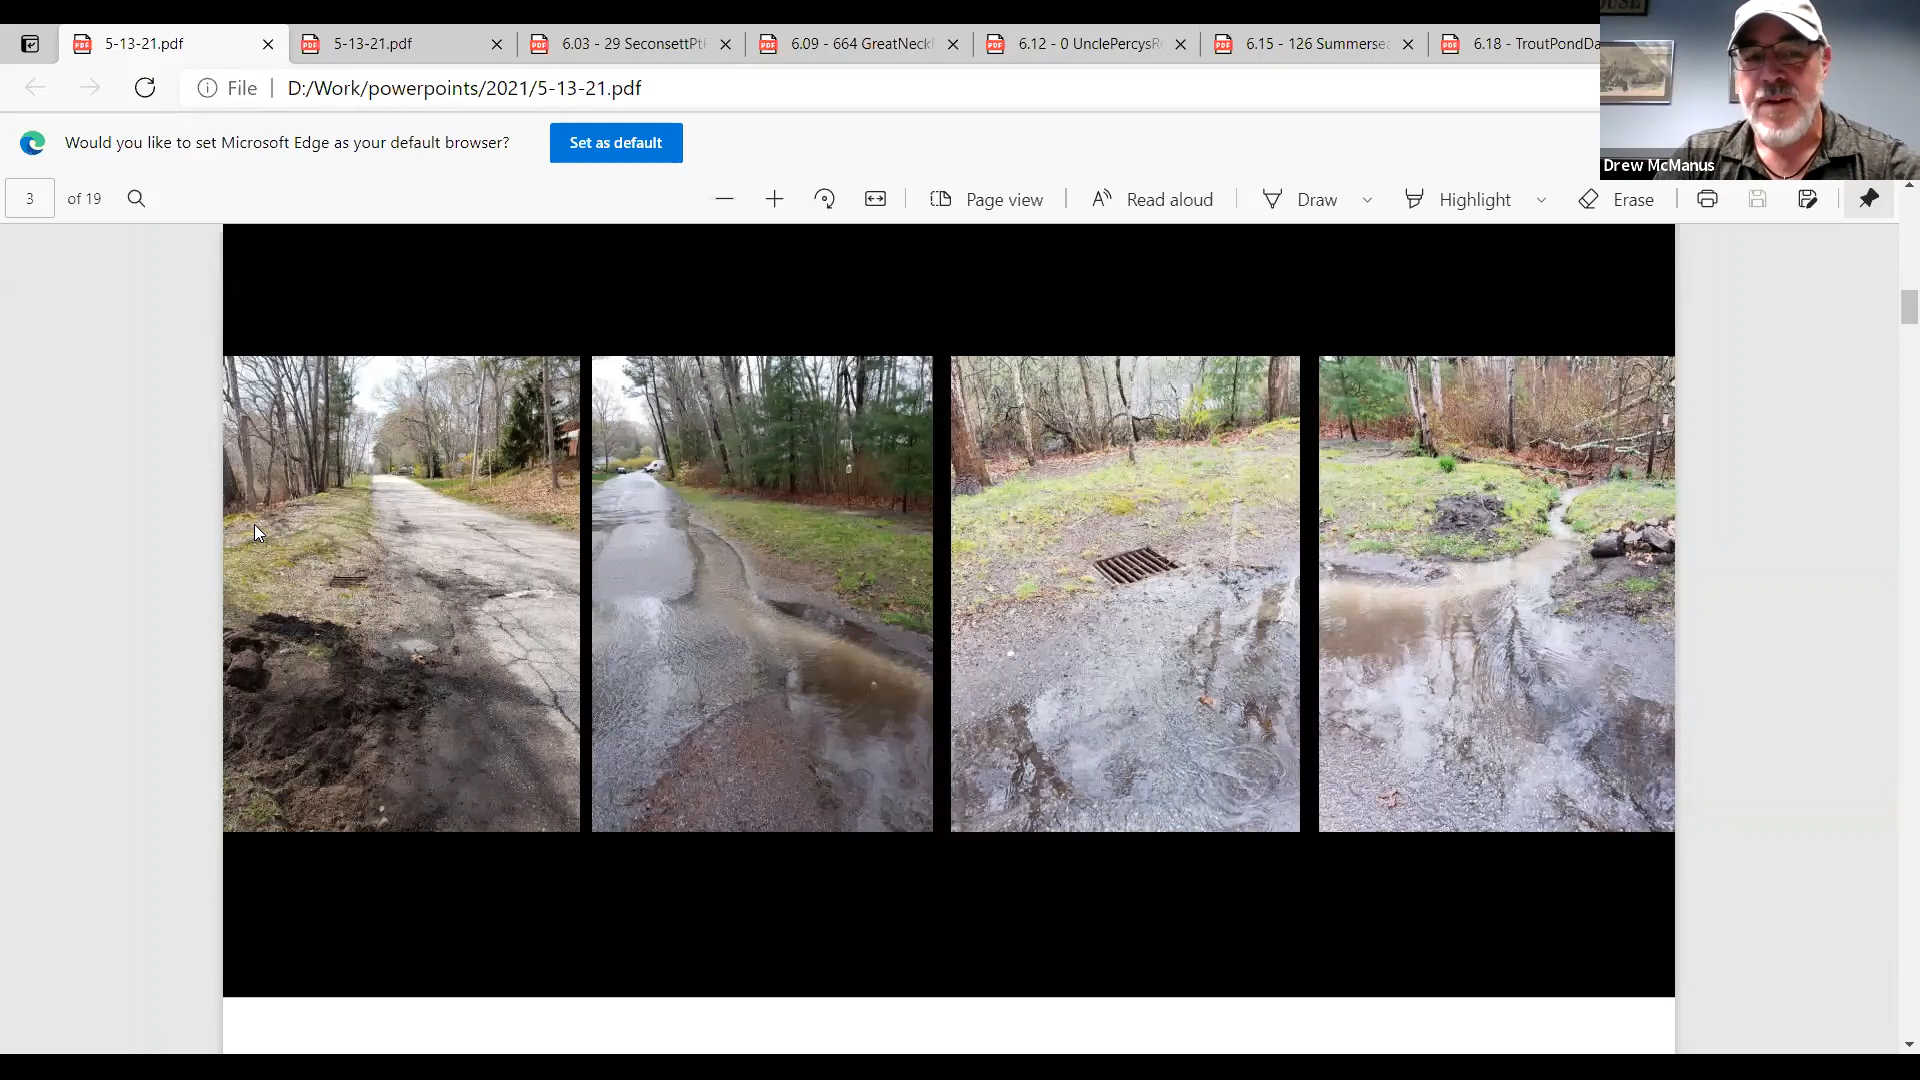 5-13-21.pdf
5-13-21.pdf
6.03 - 29 SeconsettPt
6.09 - 664 GreatNeck
6.12 - 0 UnclePercysR
6.15 - 126 Summerse
6.18 - TroutPondDa
File
D:/Work/powerpoints/2021/5-13-21.pdf
Would you like to set Microsoft Edge as your default browser?
Set as default
Drew McManus
3 of 19
Page view
Read aloud
Draw
Highlight
Erase